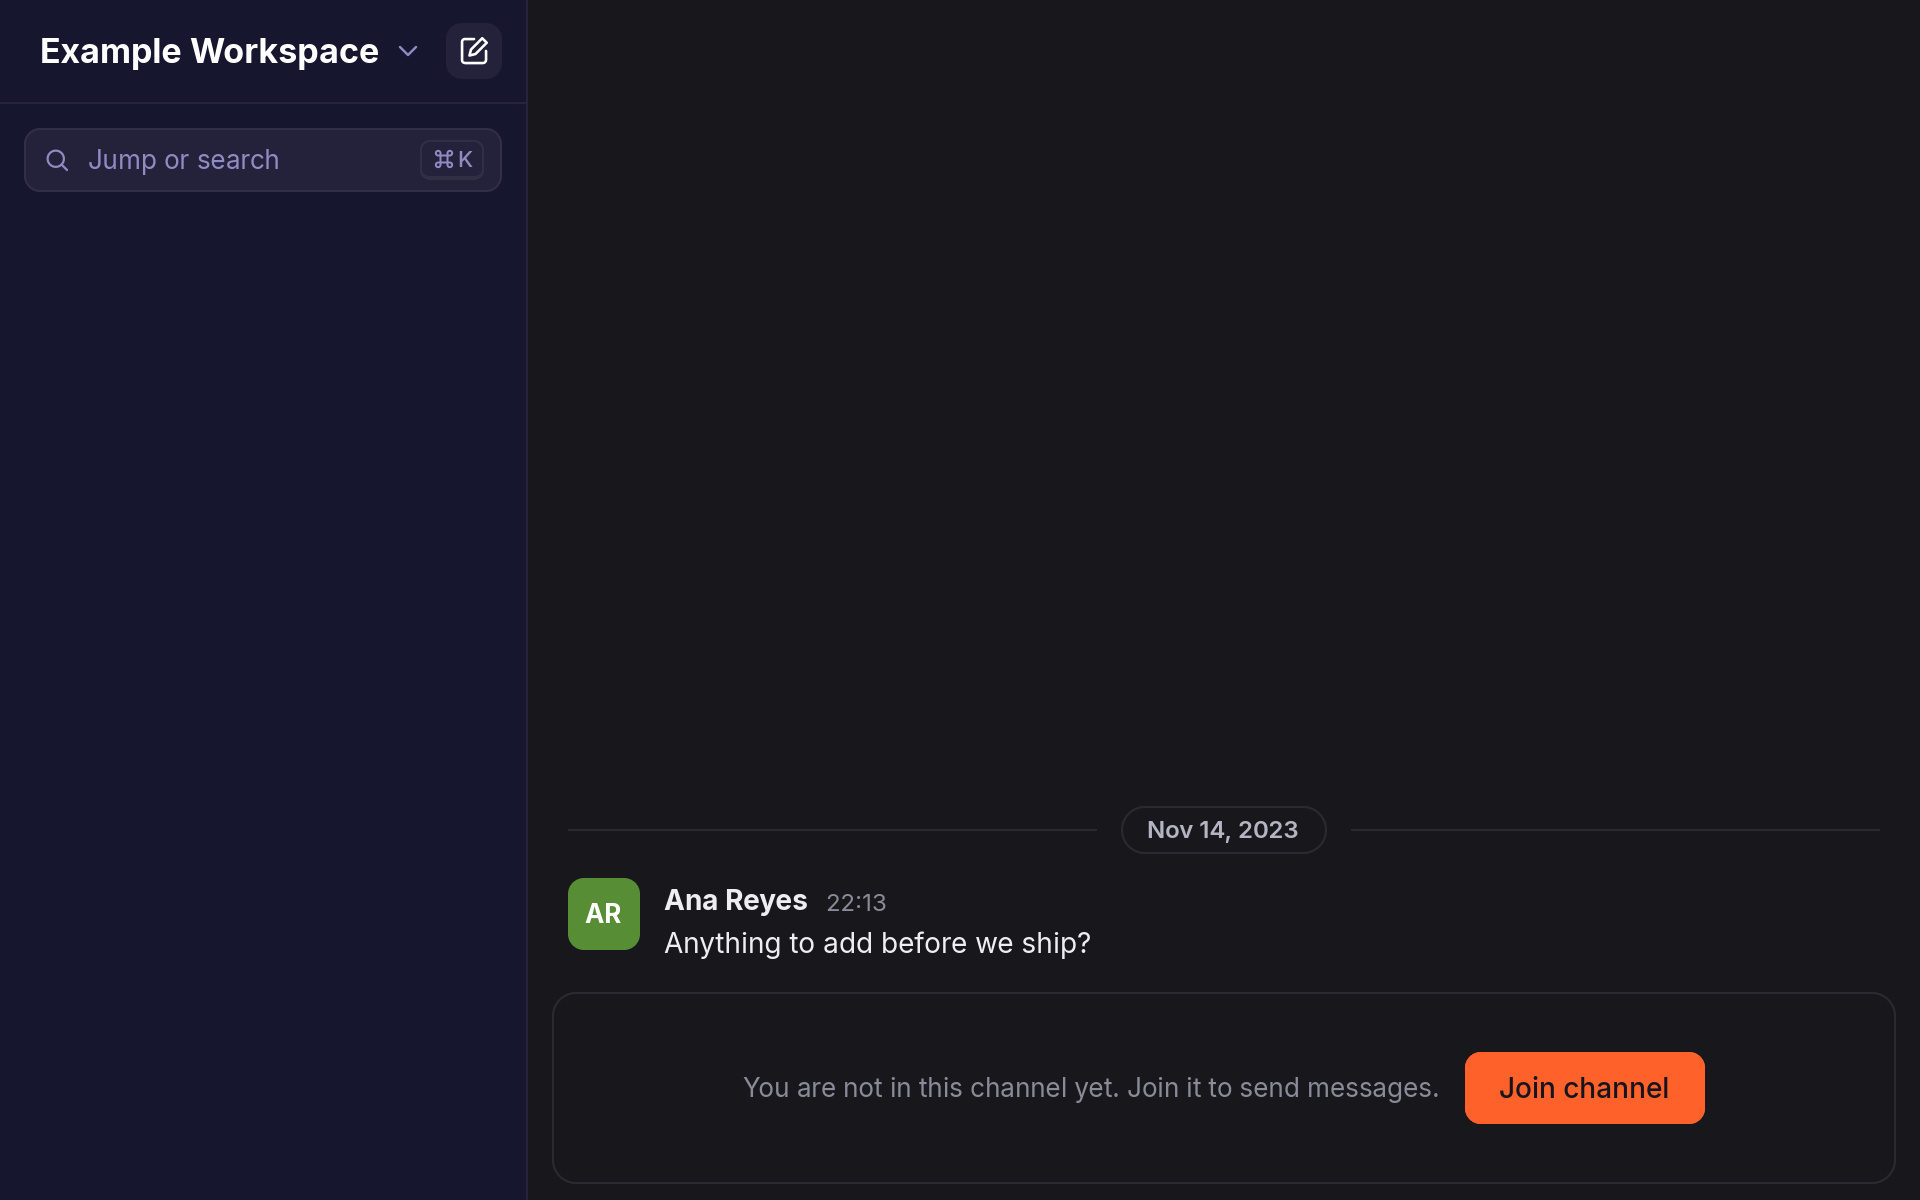 Example Workspace
Jump or search ⌘K
Nov 14, 2023
AR
Ana Reyes 22:13
Anything to add before we ship?
You are not in this channel yet. Join it to send messages. Join channel